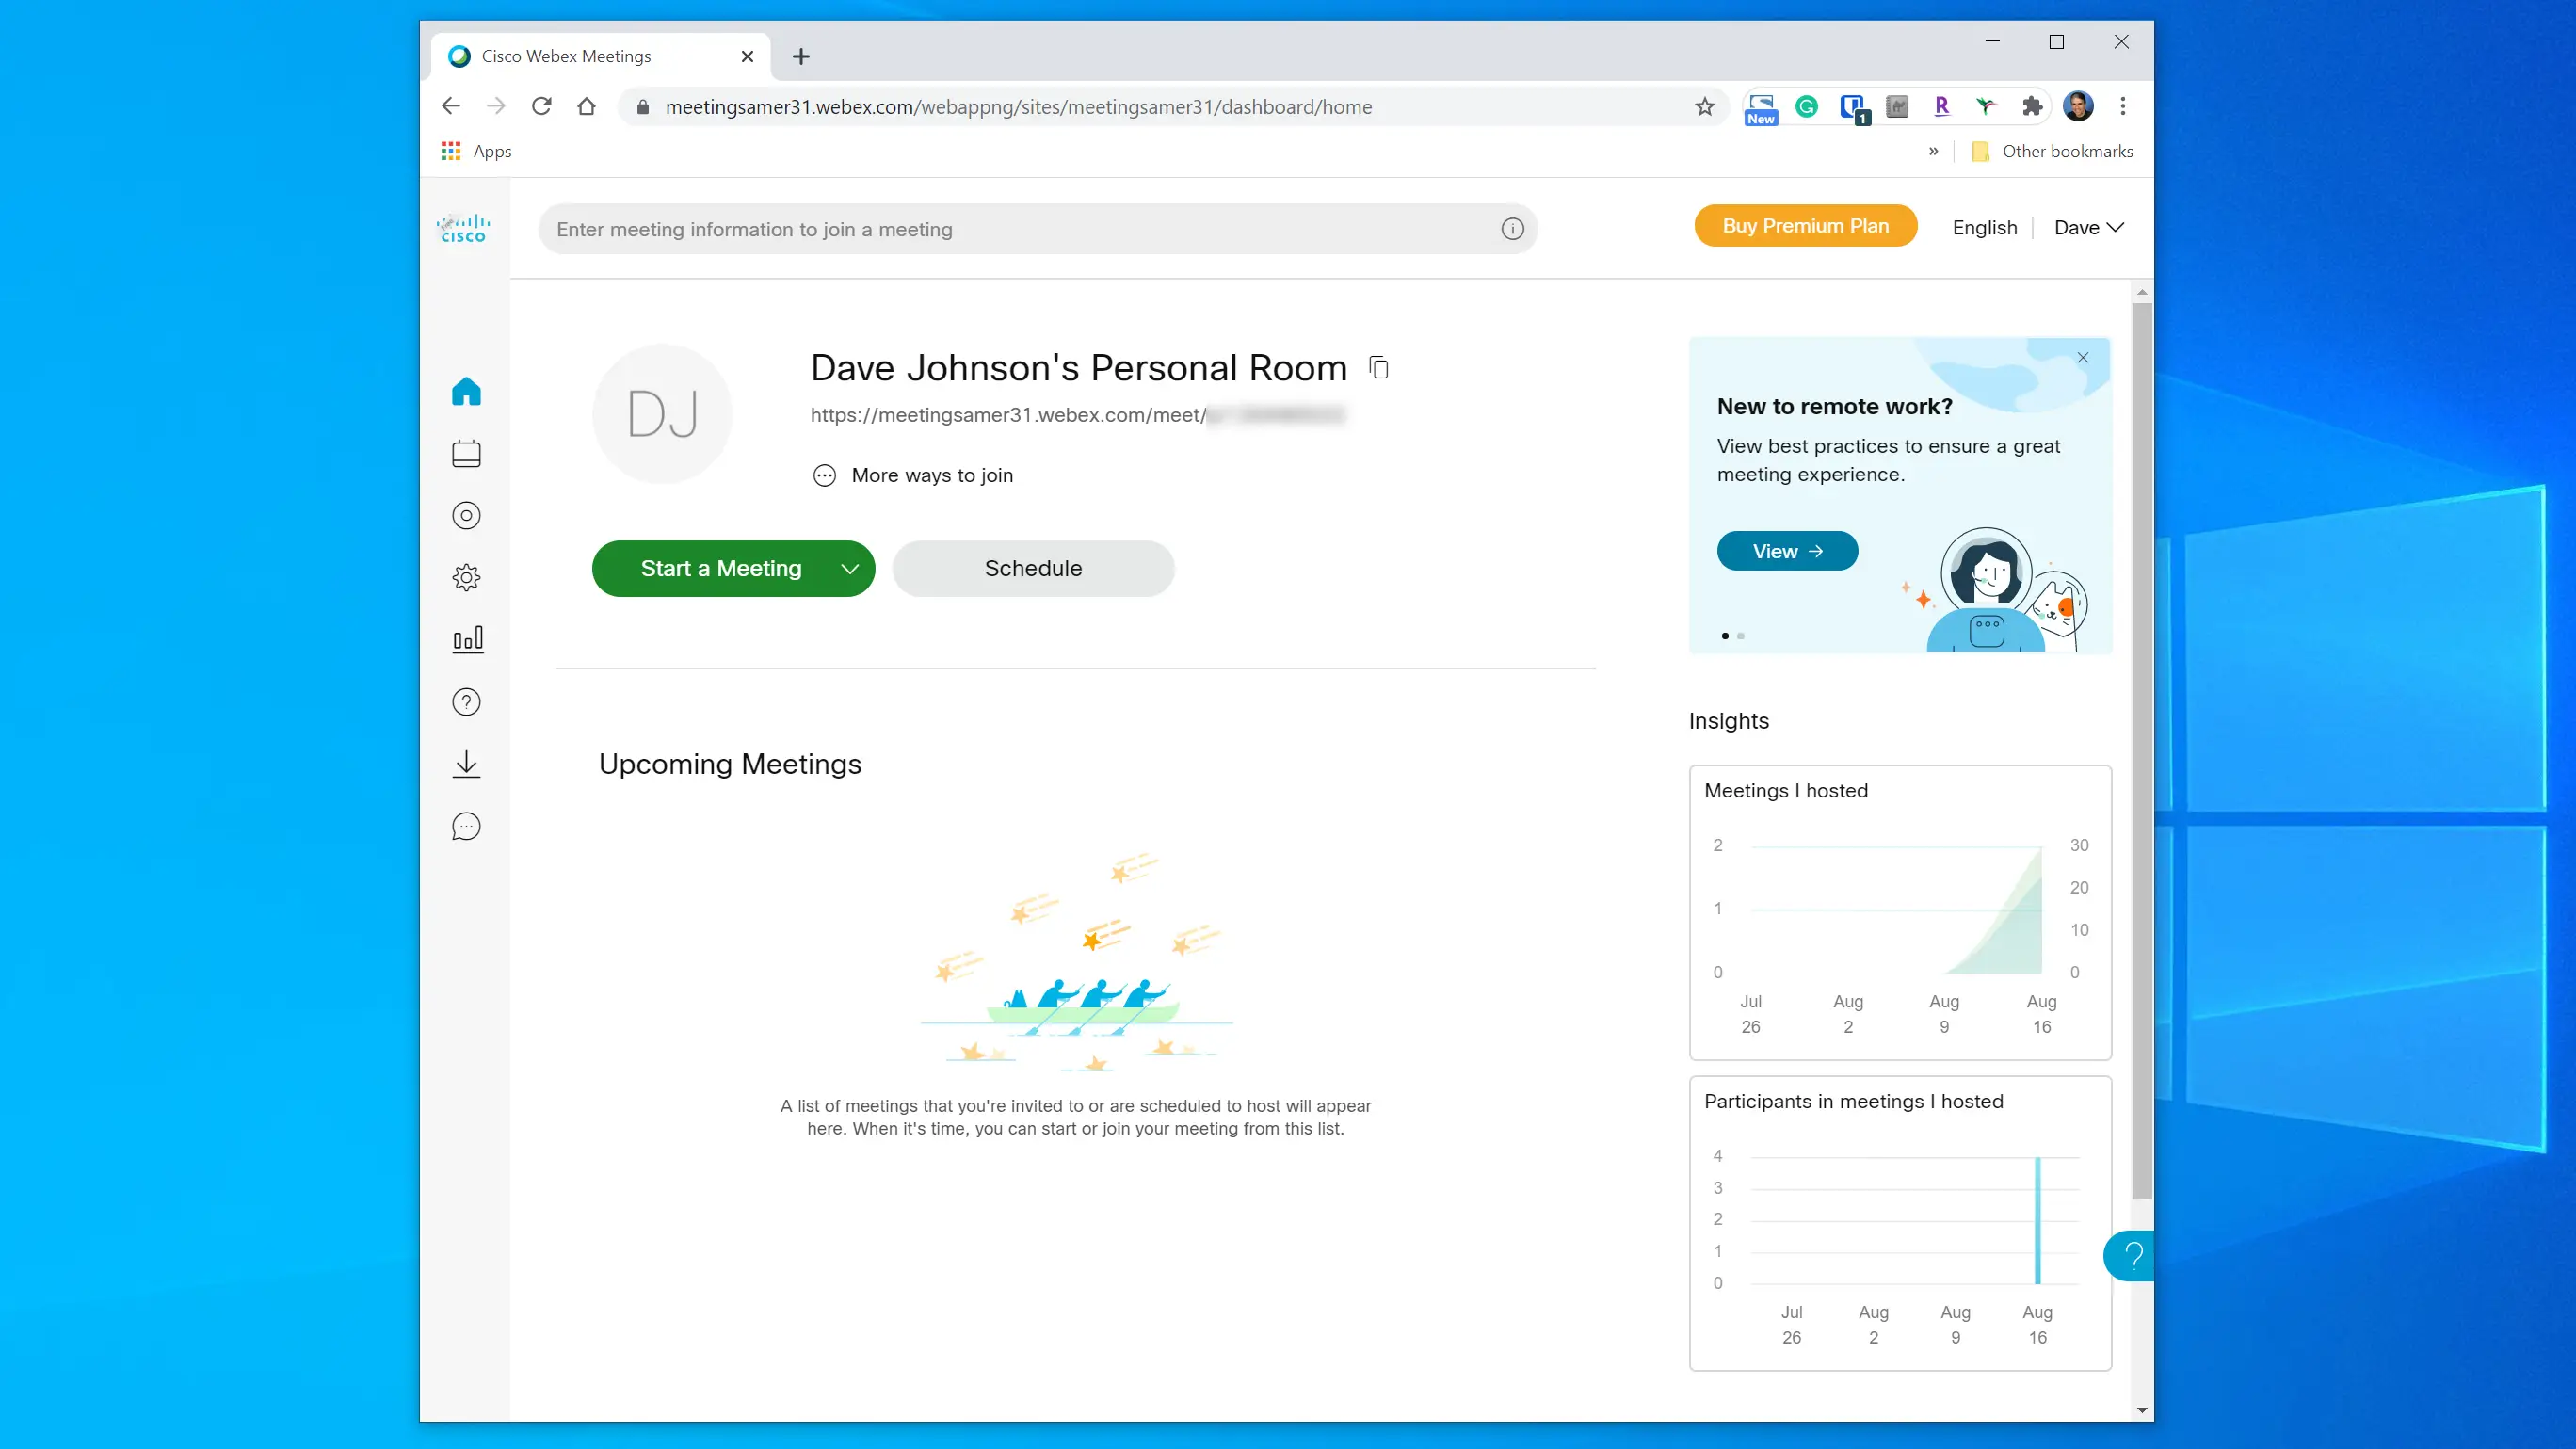 Cisco Webex Meetings
meetingsamer31.webex.com/webappng/sites/meetingsamer31/dashboard/home
New
1
Apps
»
Other bookmarks
CISCO
Enter meeting information to join a meeting
Buy Premium Plan
English
Dave
DJ
Dave Johnson's Personal Room
https://meetingsamer31.webex.com/meet/
More ways to join
Start a Meeting
Schedule
New to remote work?
View best practices to ensure a great
meeting experience.
View →
Upcoming Meetings
A list of meetings that you're invited to or are scheduled to host will appear
here. When it's time, you can start or join your meeting from this list.
Insights
Meetings I hosted
2 30
20
1
10
0 0
Jul Aug Aug Aug
26 2 9 16
Participants in meetings I hosted
4
3
2
1
0
Jul Aug Aug Aug
26 2 9 16
?